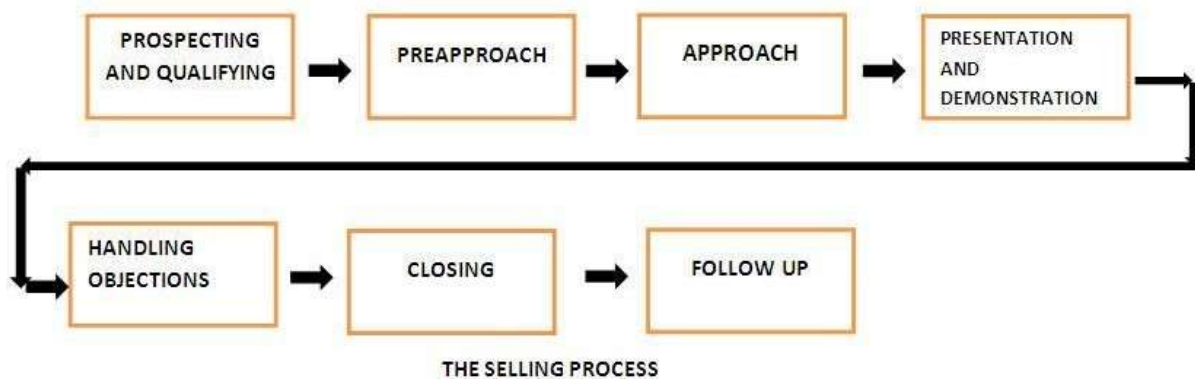 PROSPECTING
AND QUALIFYING
PREAPPROACH
APPROACH
PRESENTATION
AND
DEMONSTRATION
HANDLING
OBJECTIONS
CLOSING
FOLLOW UP
THE SELLING PROCESS